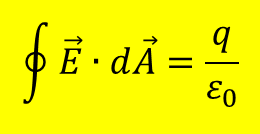 ∮ E⃗ · dA⃗ = q/ε₀